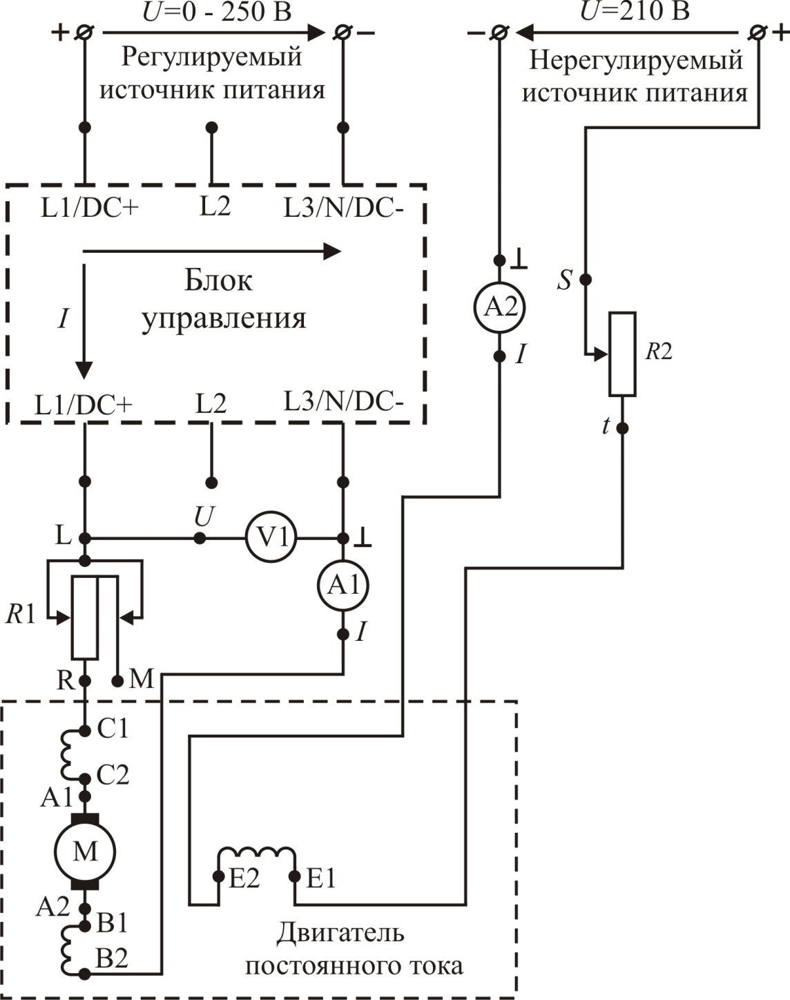 U=0 - 250 В
+
−
Регулируемый
источник питания
U=210 В
−
+
Нерегулируемый
источник питания
L1/DC+
L2
L3/N/DC-
I
Блок
управления
L1/DC+
L2
L3/N/DC-
A2
⊥
I
S
R2
t
L
U
V1
⊥
A1
I
R1
R
M
C1
C2
A1
M
A2
B1
B2
E2
E1
Двигатель
постоянного тока